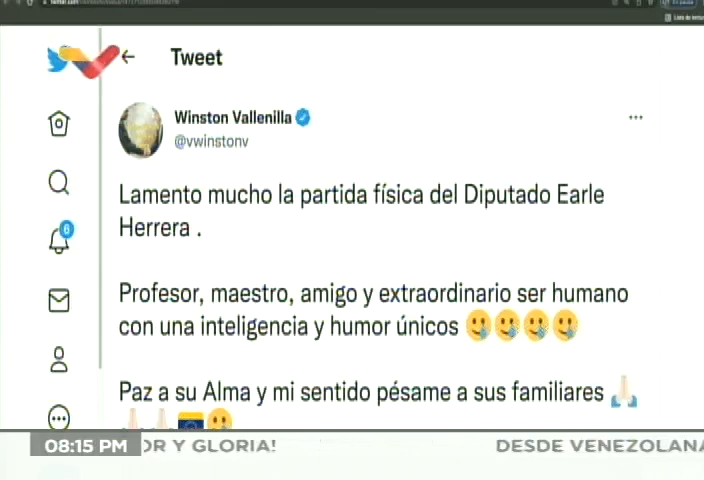 Tweet
Winston Vallenilla
@vwinstonv
6
Lamento mucho la partida física del Diputado Earle
Herrera .
Profesor, maestro, amigo y extraordinario ser humano
con una inteligencia y humor únicos
Paz a su Alma y mi sentido pésame a sus familiares
08:15 PM OR Y GLORIA! DESDE VENEZOLANA